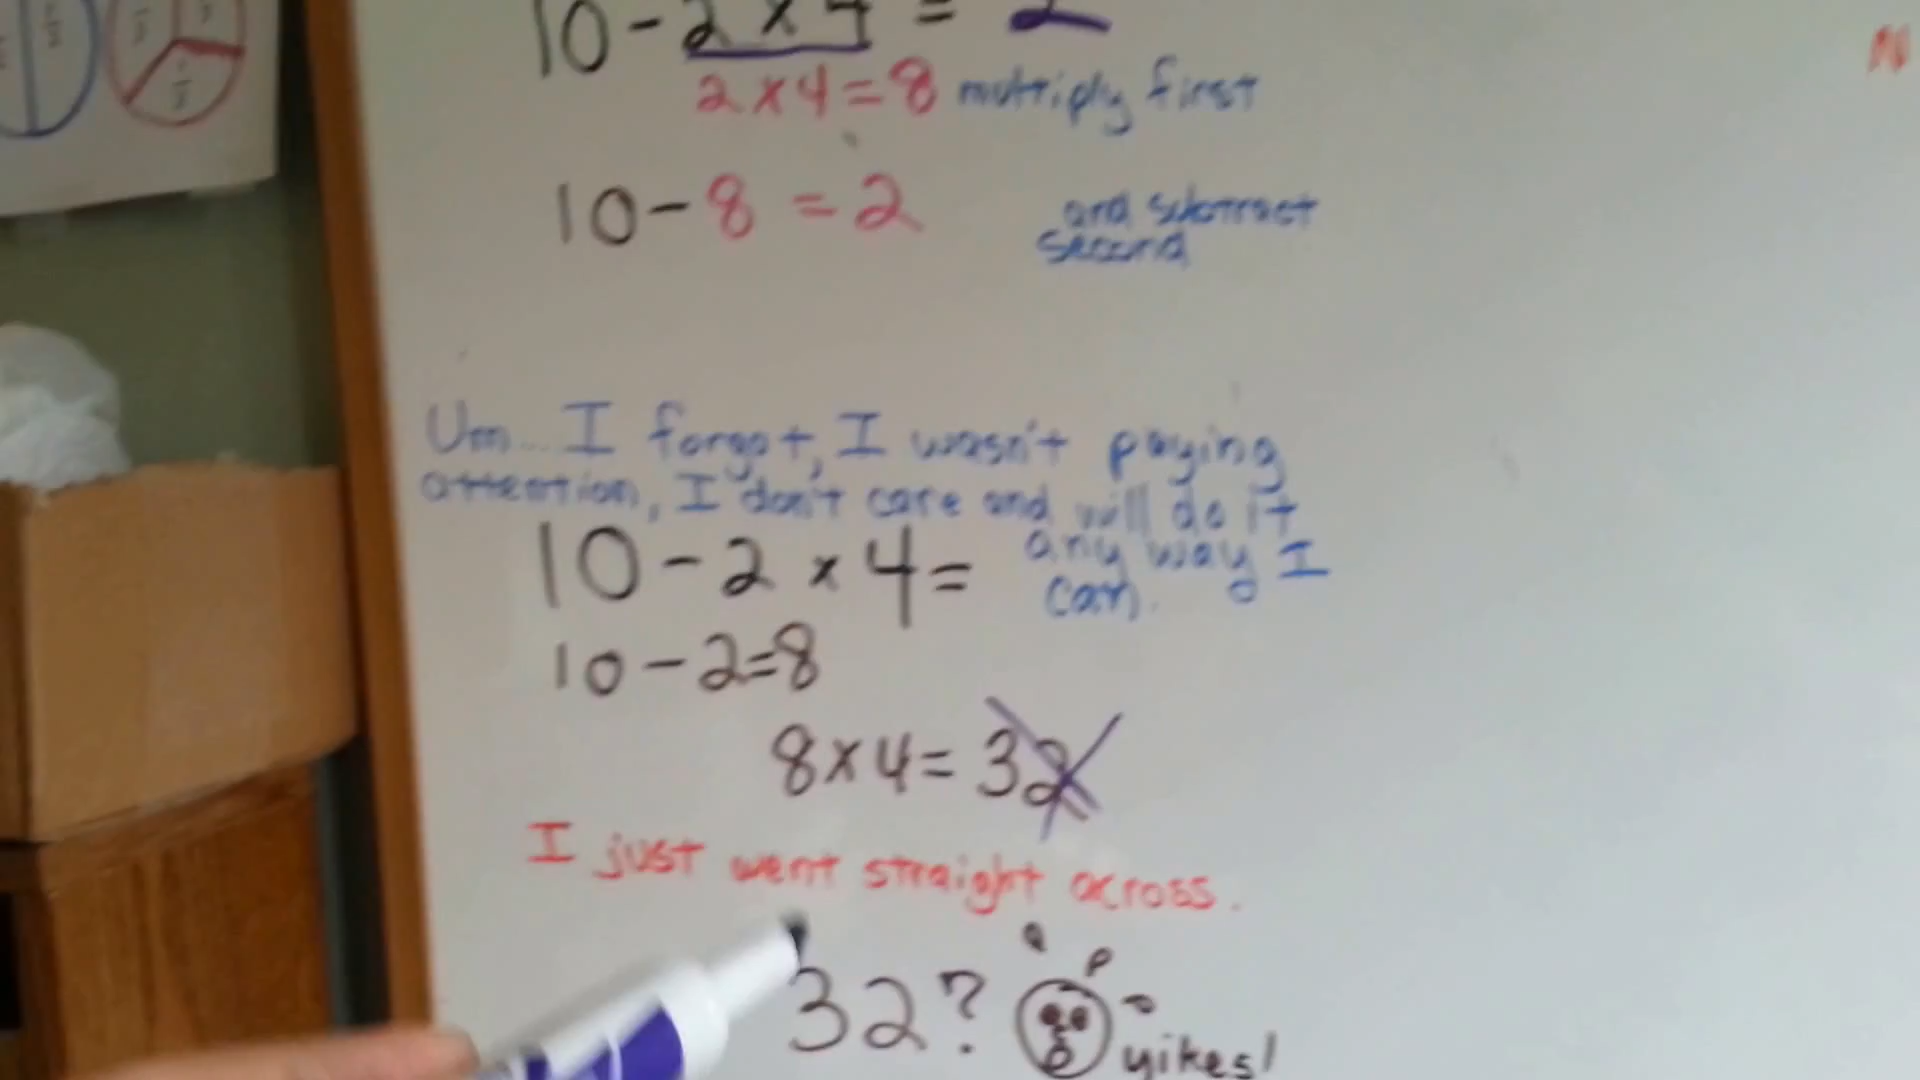 10 - 2 x 4 = 2
2 x 4 = 8 multiply first
10 - 8 = 2 and subtract
second
Um... I forgot, I wasn't paying
attention, I don't care and will do it
any way I
can.
10 - 2 x 4 =
10 - 2 = 8
8 x 4 = 32
I just went straight across.
32?
yikes!
N